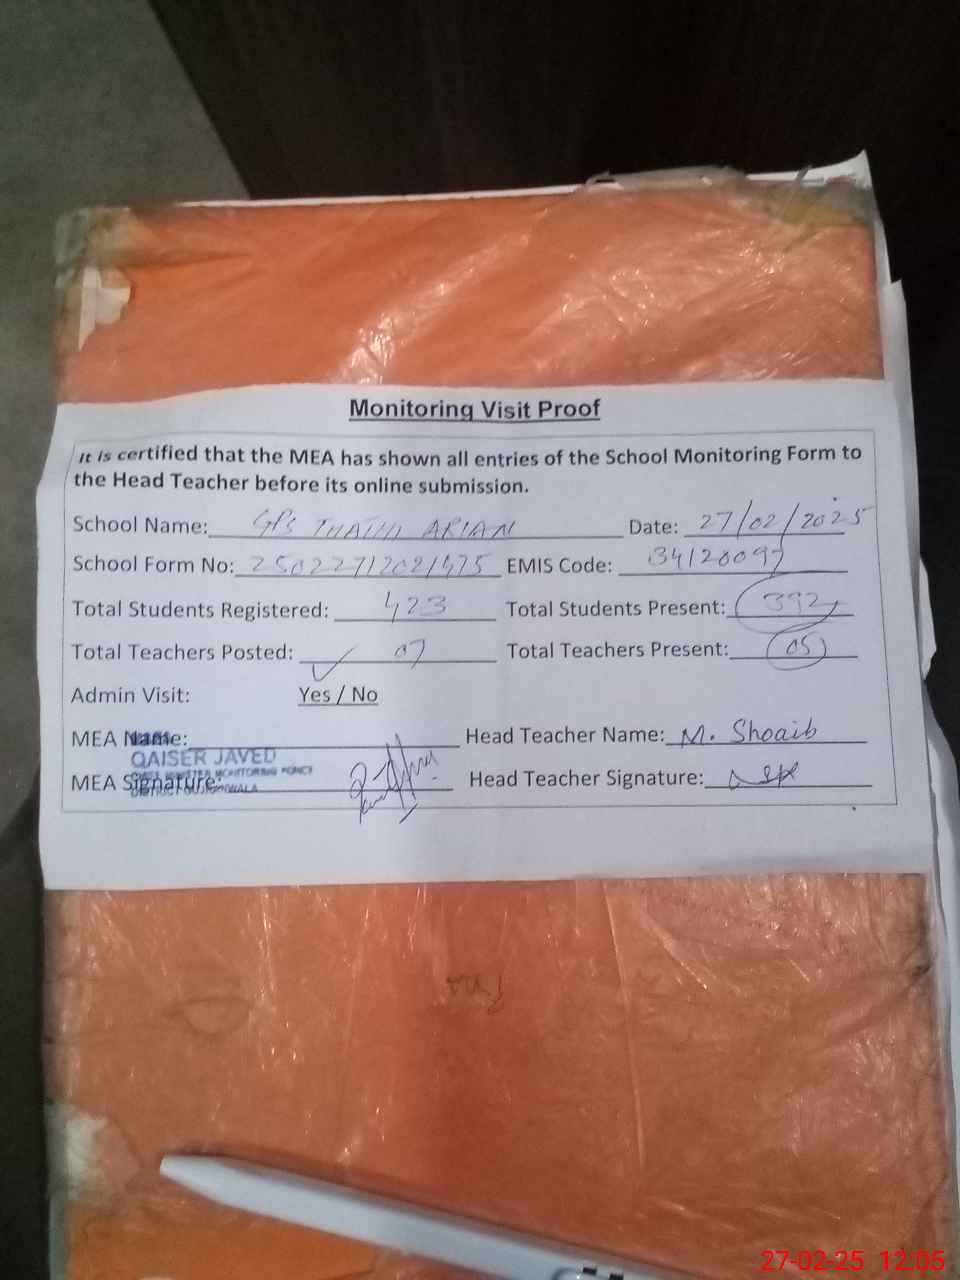 Monitoring Visit Proof
It is certified that the MEA has shown all entries of the School Monitoring Form to
the Head Teacher before its online submission.
School Name: GPS THATHI ARIAN Date: 27/02/2025
School Form No: EMIS Code: 34120097
Total Students Registered: 423 Total Students Present: 392
Total Teachers Posted: 07 Total Teachers Present: 05
Admin Visit: Yes / No
MEA Name: Head Teacher Name: M. Shoaib
QAISER JAVED
MEA Signature: Head Teacher Signature:
27-02-25 12:05